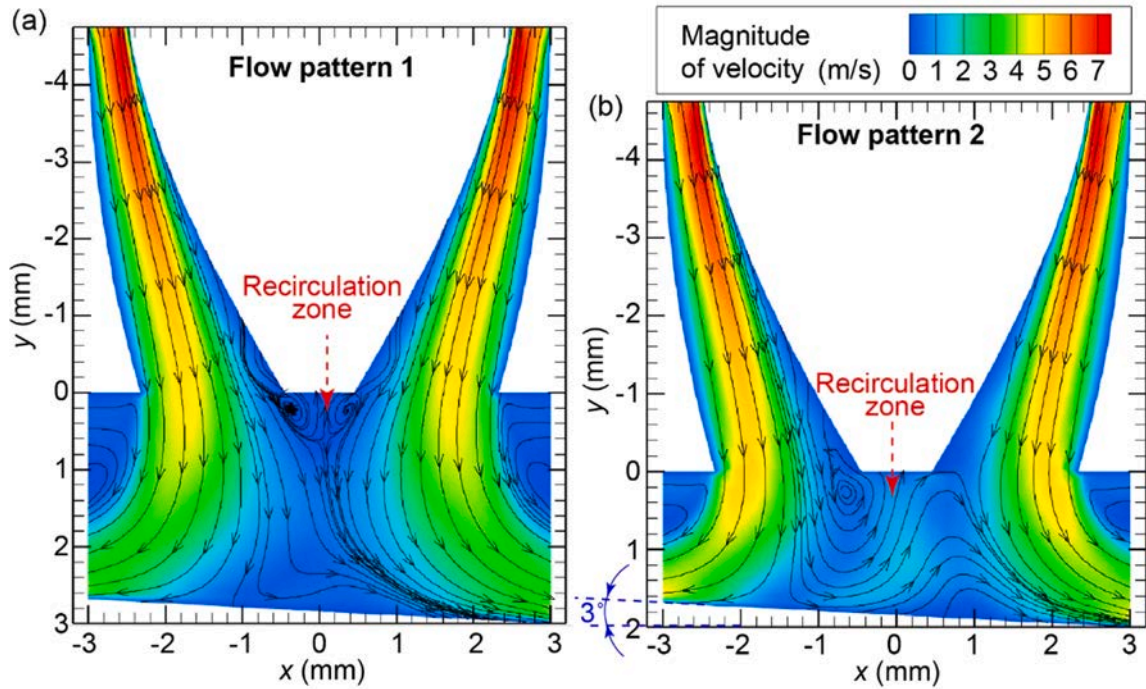 (a)
Flow pattern 1
Recirculation
zone
y (mm)
-4
-3
-2
-1
0
1
2
3
-3 -2 -1 0 1 2 3
x (mm)
Magnitude
of velocity (m/s) 0 1 2 3 4 5 6 7
(b)
Flow pattern 2
Recirculation
zone
y (mm)
-4
-3
-2
-1
0
1
2
3°
-3 -2 -1 0 1 2 3
x (mm)